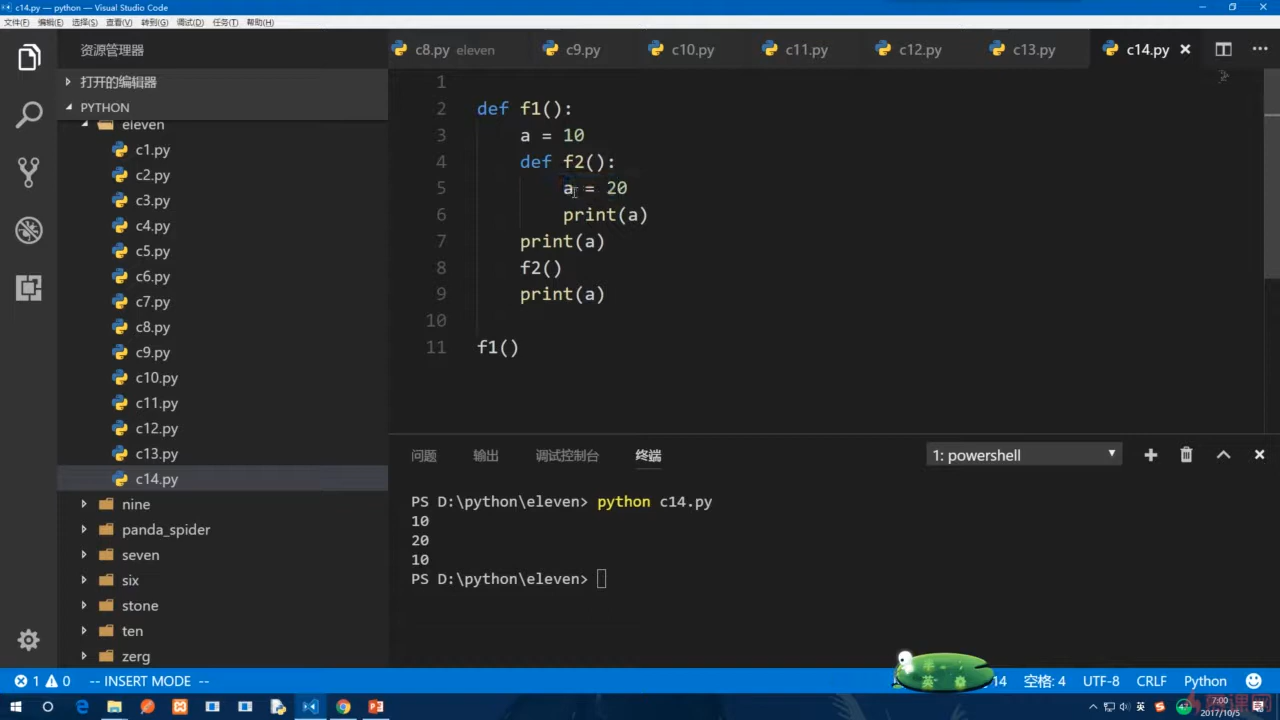 c14.py — python — Visual Studio Code
文件(F) 编辑(E) 选择(S) 查看(V) 转到(G) 调试(D) 任务(T) 帮助(H)
资源管理器
c8.py eleven c9.py c10.py c11.py c12.py c13.py c14.py
打开的编辑器
PYTHON
eleven
c1.py
c2.py
c3.py
c4.py
c5.py
c6.py
c7.py
c8.py
c9.py
c10.py
c11.py
c12.py
c13.py
c14.py
nine
panda_spider
seven
six
stone
ten
zerg
1
2 def f1():
3 a = 10
4 def f2():
5 a = 20
6 print(a)
7 print(a)
8 f2()
9 print(a)
10
11 f1()
问题 输出 调试控制台 终端 1: powershell
PS D:\python\eleven> python c14.py
10
20
10
PS D:\python\eleven>
1 0 -- INSERT MODE -- 14 空格: 4 UTF-8 CRLF Python
英
英 7:00
2017/10/5